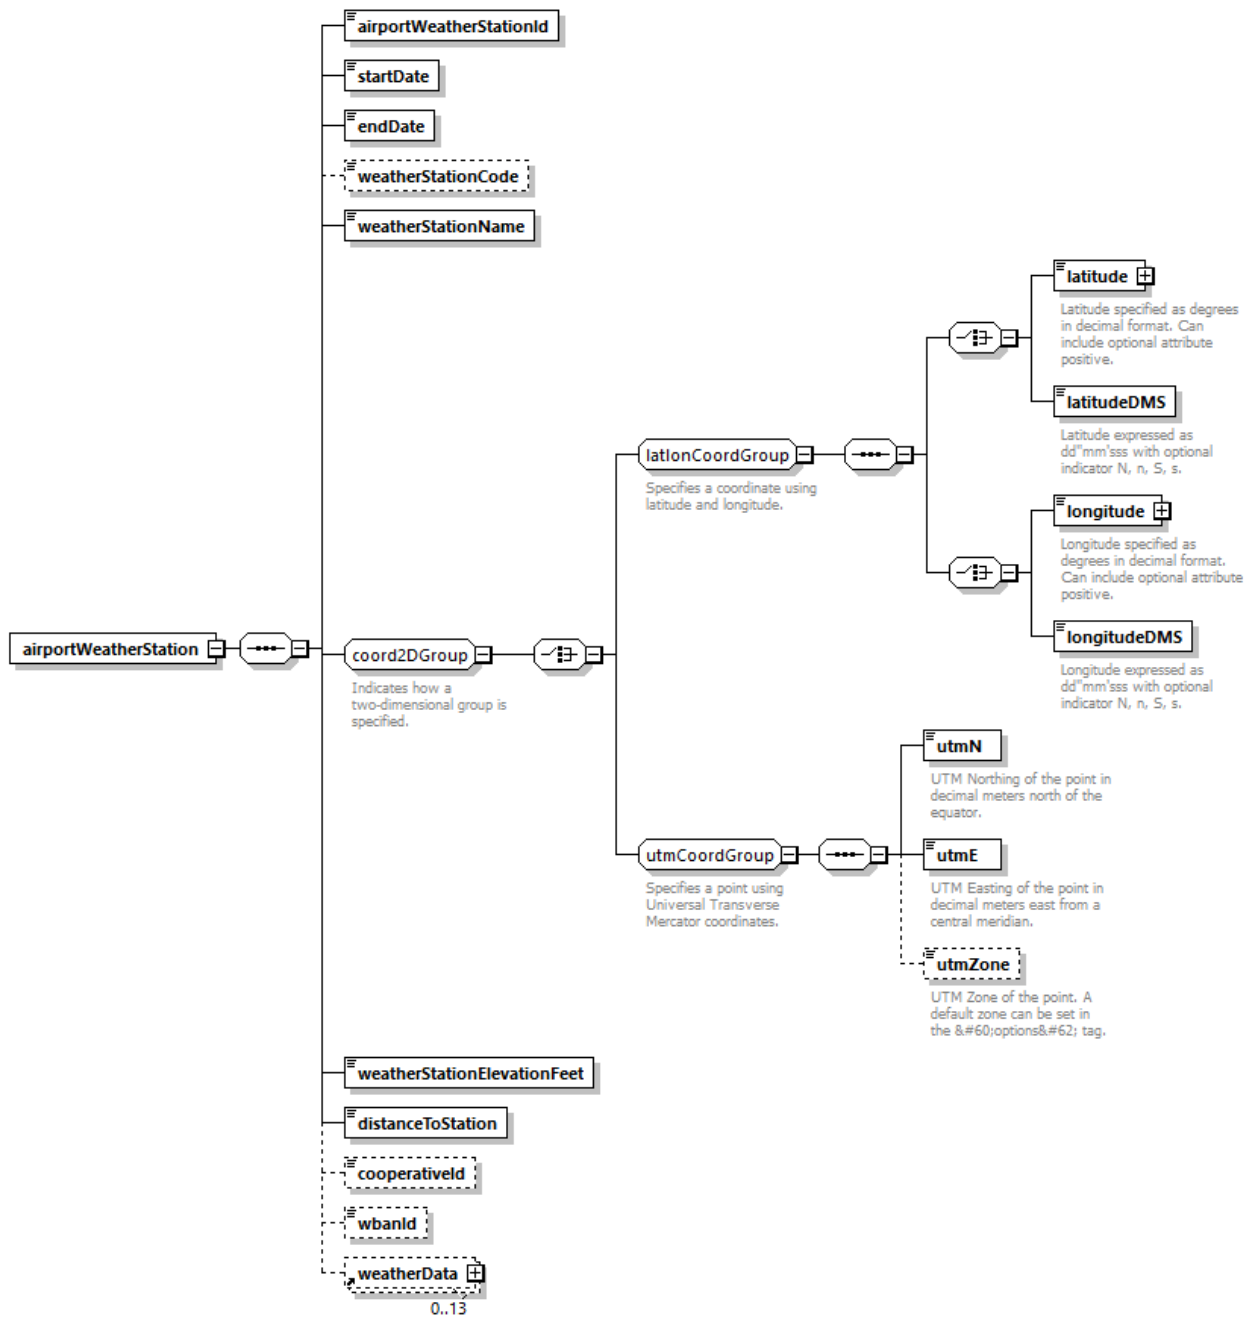 airportWeatherStationId
startDate
endDate
weatherStationCode
weatherStationName
latitude
Latitude specified as degrees
in decimal format. Can
include optional attribute
positive.
latitudeDMS
Latitude expressed as
dd"mm'sss with optional
indicator N, n, S, s.
latlonCoordGroup
Specifies a coordinate using
latitude and longitude.
longitude
Longitude specified as
degrees in decimal format.
Can include optional attribute
positive.
longitudeDMS
Longitude expressed as
dd"mm'sss with optional
indicator N, n, S, s.
airportWeatherStation
coord2DGroup
Indicates how a
two-dimensional group is
specified.
utmN
UTM Northing of the point in
decimal meters north of the
equator.
utmCoordGroup
Specifies a point using
Universal Transverse
Mercator coordinates.
utmE
UTM Easting of the point in
decimal meters east from a
central meridian.
utmZone
UTM Zone of the point. A
default zone can be set in
the &#60;options&#62; tag.
weatherStationElevationFeet
distanceToStation
cooperativeId
wbanId
weatherData
0..13